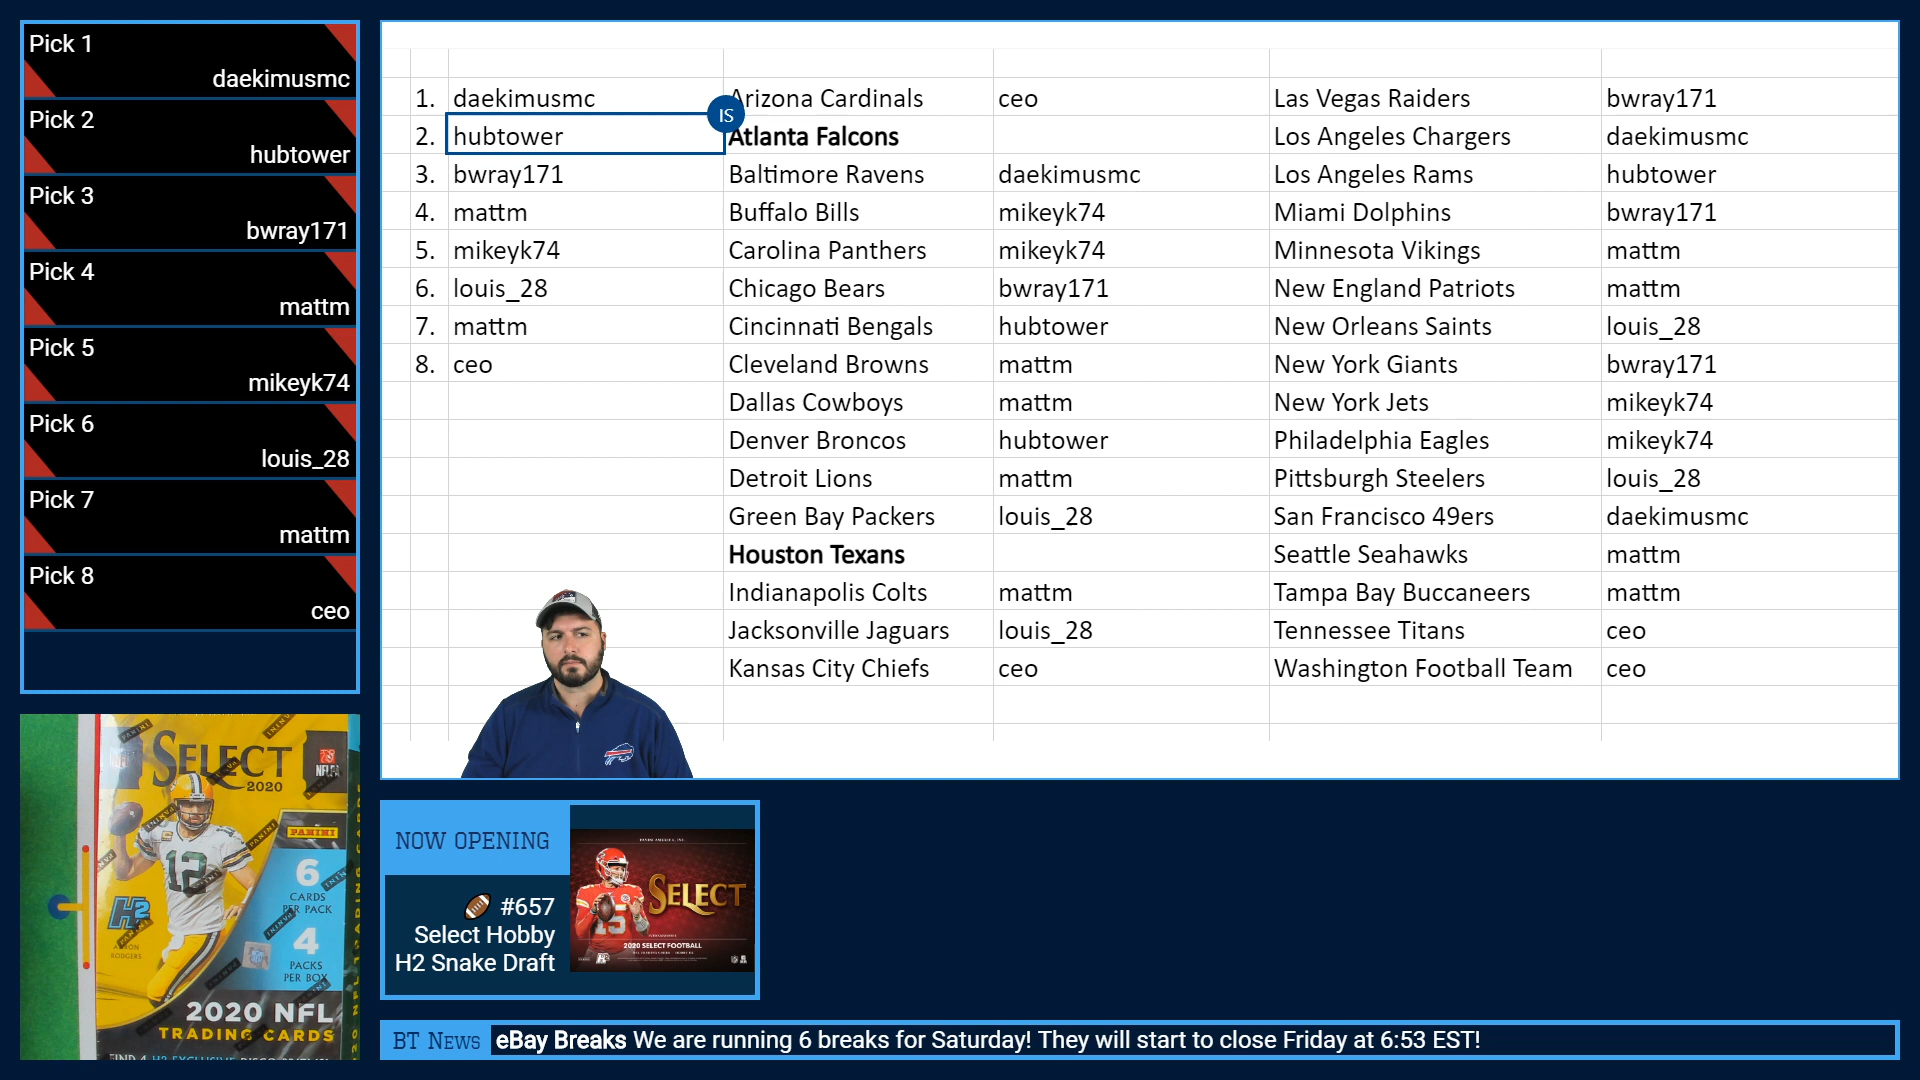 Pick 1
daekimusmc
Pick 2
hubtower
Pick 3
bwray171
Pick 4
mattm
Pick 5
mikeyk74
Pick 6
louis_28
Pick 7
mattm
Pick 8
ceo
1. daekimusmc Arizona Cardinals ceo Las Vegas Raiders bwray171
IS
2. hubtower Atlanta Falcons Los Angeles Chargers daekimusmc
3. bwray171 Baltimore Ravens daekimusmc Los Angeles Rams hubtower
4. mattm Buffalo Bills mikeyk74 Miami Dolphins bwray171
5. mikeyk74 Carolina Panthers mikeyk74 Minnesota Vikings mattm
6. louis_28 Chicago Bears bwray171 New England Patriots mattm
7. mattm Cincinnati Bengals hubtower New Orleans Saints louis_28
8. ceo Cleveland Browns mattm New York Giants bwray171
Dallas Cowboys mattm New York Jets mikeyk74
Denver Broncos hubtower Philadelphia Eagles mikeyk74
Detroit Lions mattm Pittsburgh Steelers louis_28
Green Bay Packers louis_28 San Francisco 49ers daekimusmc
Houston Texans Seattle Seahawks mattm
Indianapolis Colts mattm Tampa Bay Buccaneers mattm
Jacksonville Jaguars louis_28 Tennessee Titans ceo
Kansas City Chiefs ceo Washington Football Team ceo
SELECT
2020
NFLPA
PANINI
12
6
CARDS
PER PACK
4
PACKS
PER BOX
H2
AARON
RODGERS
2020 NFL
TRADING CARDS
NOW OPENING
#657
Select Hobby
H2 Snake Draft
SELECT
15
2020 SELECT FOOTBALL
BT News eBay Breaks We are running 6 breaks for Saturday! They will start to close Friday at 6:53 EST!